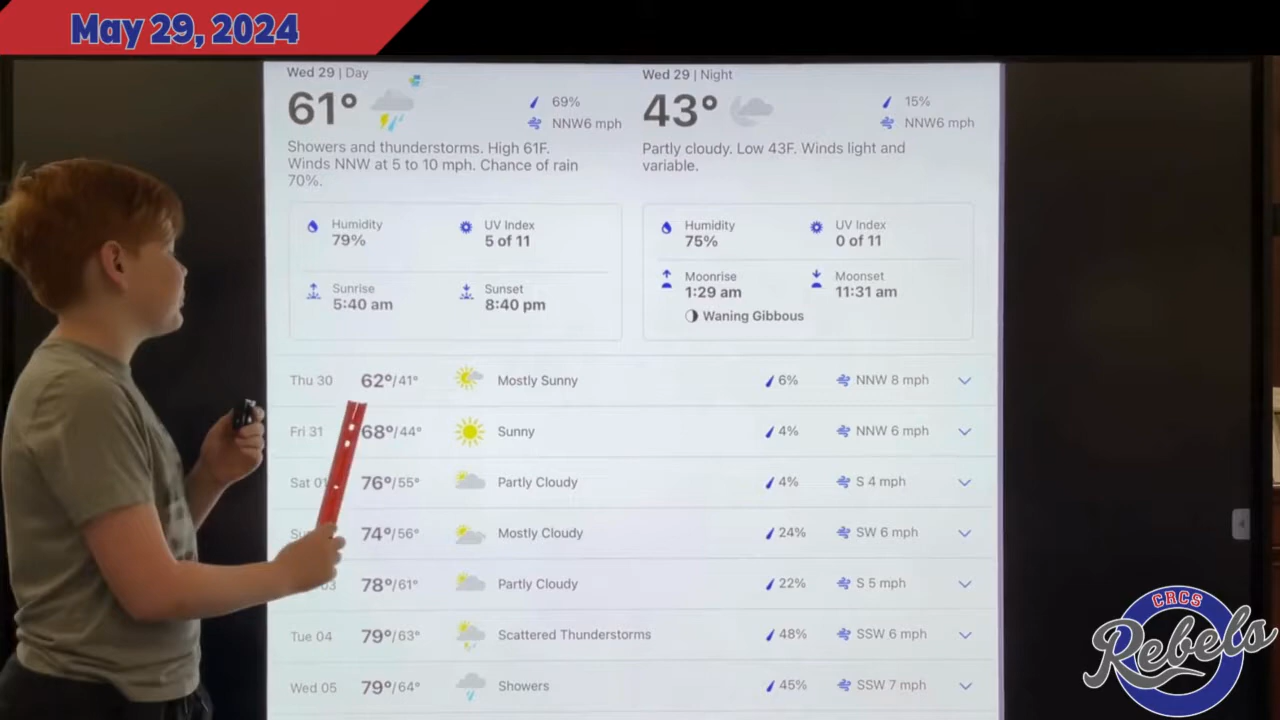 May 29, 2024
Wed 29 | Day
61°
69%
NNW6 mph
Showers and thunderstorms. High 61F.
Winds NNW at 5 to 10 mph. Chance of rain
70%.
Humidity
79%
UV Index
5 of 11
Sunrise
5:40 am
Sunset
8:40 pm
Wed 29 | Night
43°
15%
NNW6 mph
Partly cloudy. Low 43F. Winds light and
variable.
Humidity
75%
UV Index
0 of 11
Moonrise
1:29 am
Moonset
11:31 am
Waning Gibbous
Thu 30 62°/41° Mostly Sunny 6% NNW 8 mph
Fri 31 68°/44° Sunny 4% NNW 6 mph
Sat 01 76°/55° Partly Cloudy 4% S 4 mph
74°/56° Mostly Cloudy 24% SW 6 mph
03 78°/61° Partly Cloudy 22% S 5 mph
Tue 04 79°/63° Scattered Thunderstorms 48% SSW 6 mph
Wed 05 79°/64° Showers 45% SSW 7 mph
CRCS
Rebels